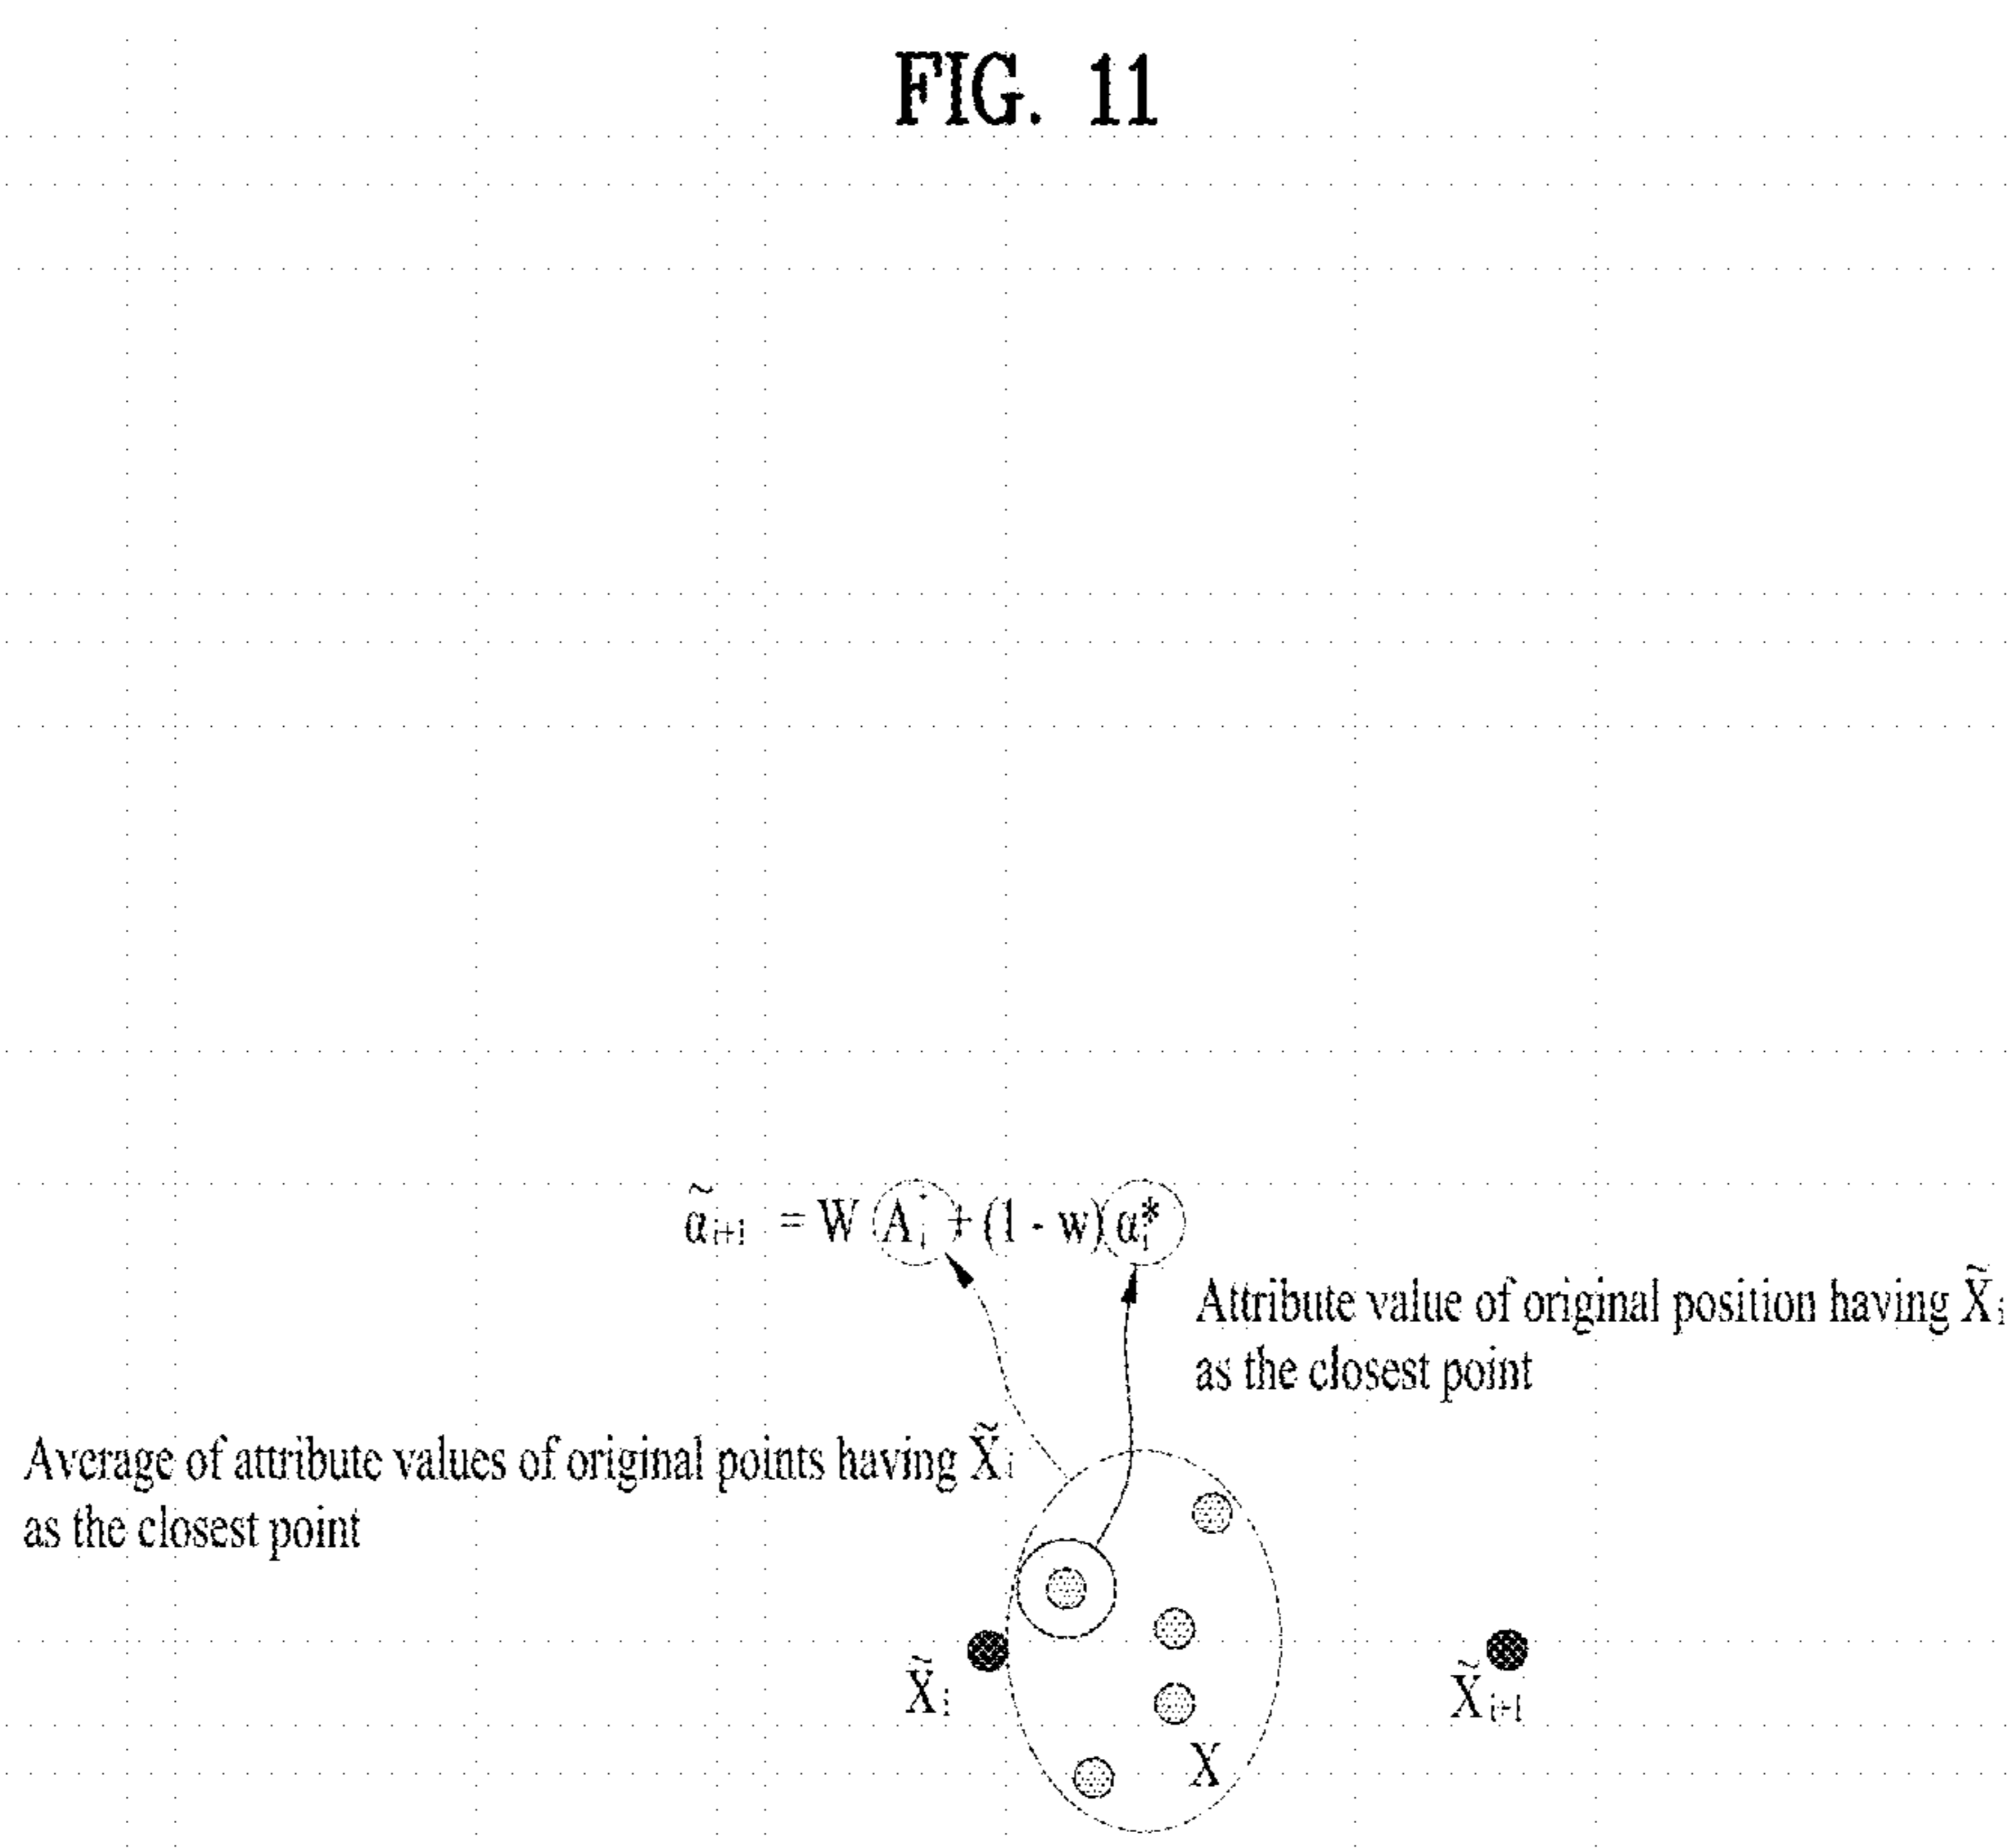 FIG. 11
α̃ᵢ₊₁ = W Aᵢ* + (1 - w) αᵢ*
Attribute value of original position having X̃ᵢ
as the closest point
Average of attribute values of original points having X̃ᵢ
as the closest point
X̃ᵢ
X̃ᵢ₊₁
X